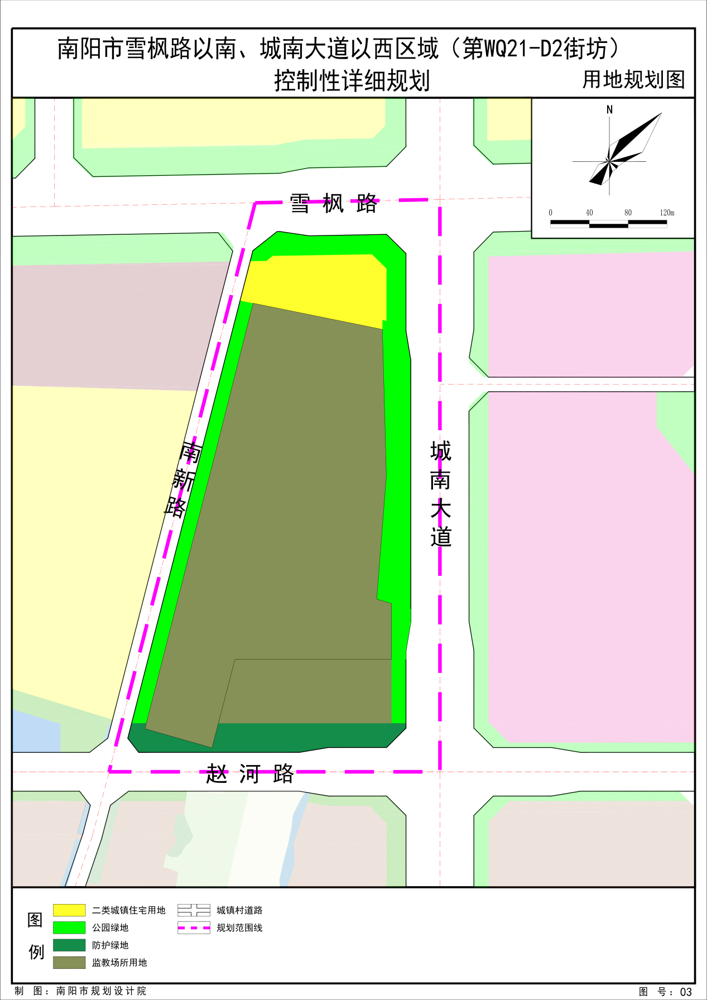 南阳市雪枫路以南、城南大道以西区域（第WQ21-D2街坊）
控制性详细规划
用地规划图
N
0 40 80 120m
雪枫路
南新路
城南大道
赵河路
图例
二类城镇住宅用地
公园绿地
防护绿地
监教场所用地
城镇村道路
规划范围线
制 图：南阳市规划设计院
图 号：03